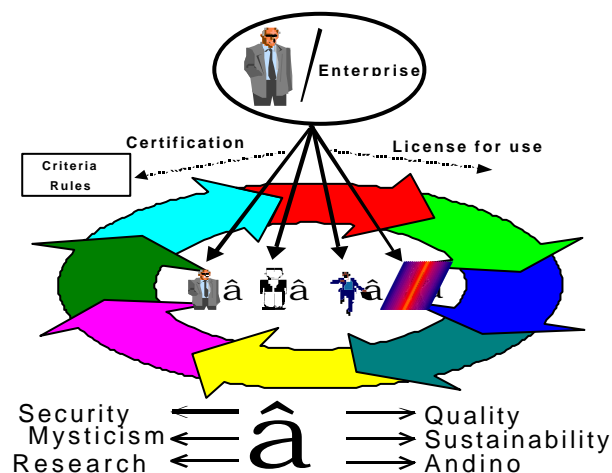 / Enterprise
Certification
License for use
Criteria
Rules
â â â
Security
Mysticism
Research
â
Quality
Sustainability
Andino